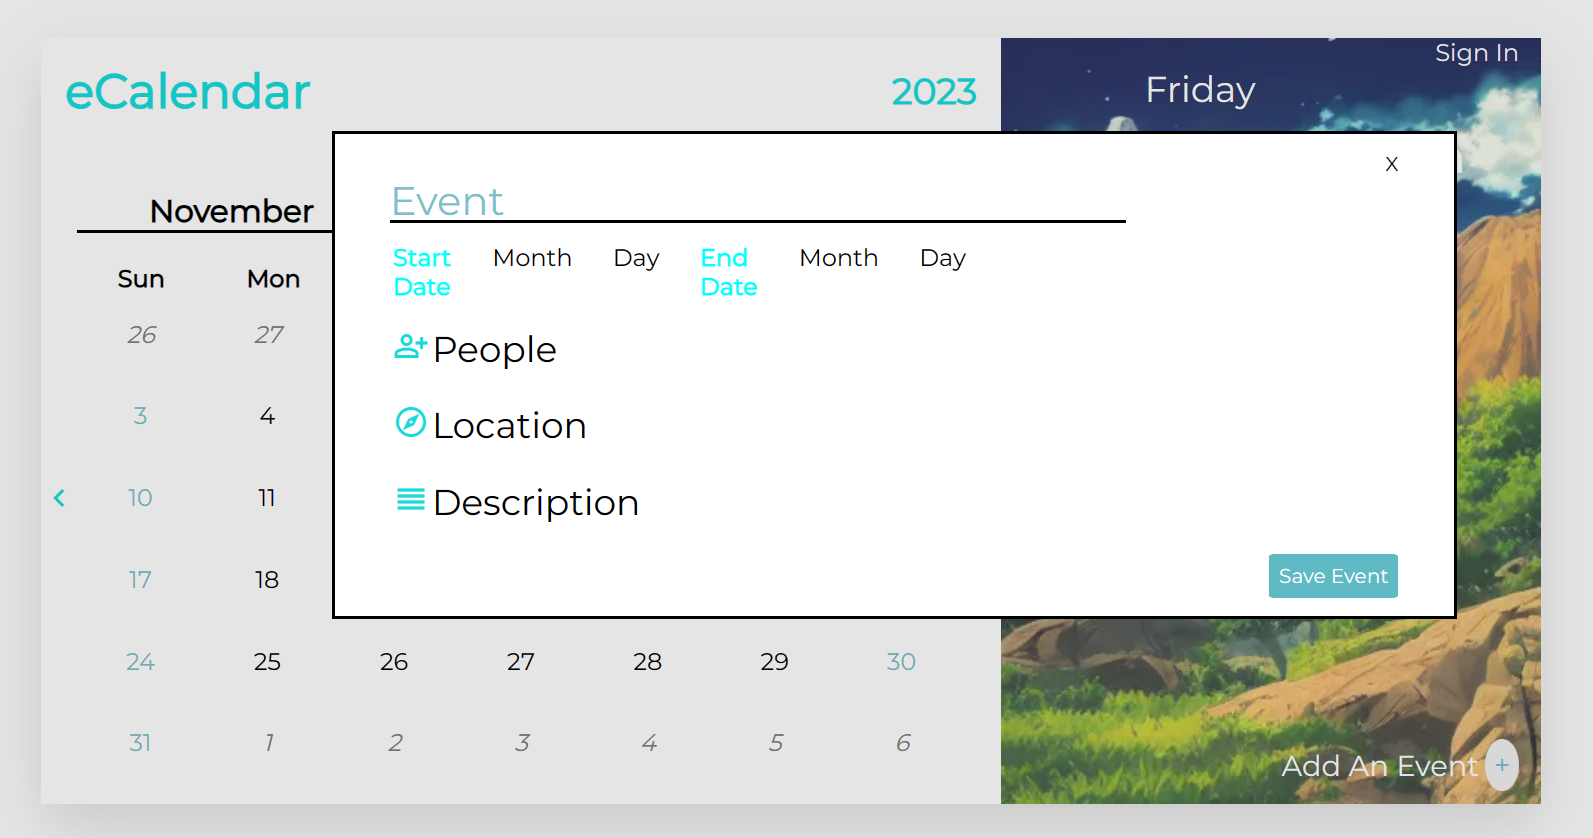 eCalendar
2023
Sign In
Friday
X
November
Event
Start Date Month Day End Date Month Day
Sun Mon
26 27
People
3 4
Location
10 11
Description
17 18
Save Event
24 25 26 27 28 29 30
31 1 2 3 4 5 6
Add An Event +